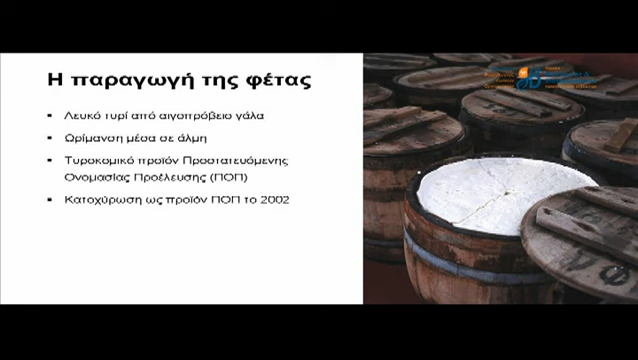 Η παραγωγή της φέτας
▪ Λευκό τυρί από αιγοπρόβειο γάλα
▪ Ωρίμανση μέσα σε άλμη
▪ Τυροκομικό προϊόν Προστατευόμενης
Ονομασίας Προέλευσης (ΠΟΠ)
▪ Κατοχύρωση ως προϊόν ΠΟΠ το 2002